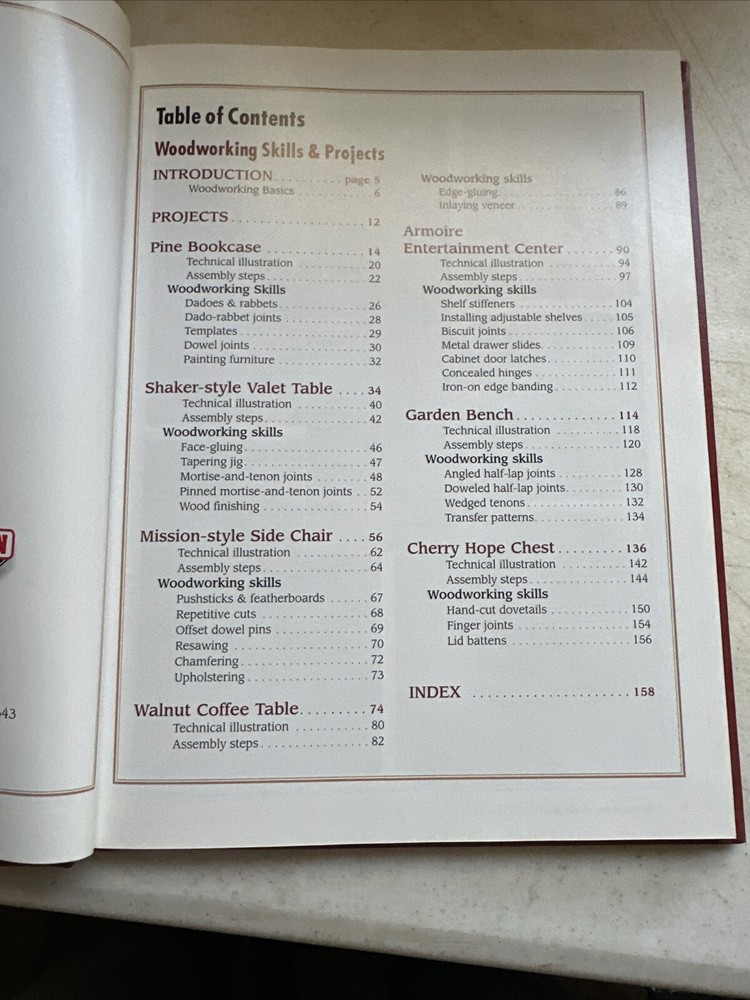 Table of Contents
Woodworking Skills & Projects
INTRODUCTION . . . . . . . . . . page 5
Woodworking Basics . . . . . . . . . . . 6
PROJECTS . . . . . . . . . . . . . . . . . . 12
Pine Bookcase . . . . . . . . . . . . . . 14
Technical illustration . . . . . . . . . . 20
Assembly steps . . . . . . . . . . . . . . 22
Woodworking Skills
Dadoes & rabbets . . . . . . . . . . . . 26
Dado-rabbet joints . . . . . . . . . . . . 28
Templates . . . . . . . . . . . . . . . . . . 29
Dowel joints . . . . . . . . . . . . . . . . 30
Painting furniture . . . . . . . . . . . . . 32
Shaker-style Valet Table . . . . 34
Technical illustration . . . . . . . . . . 40
Assembly steps . . . . . . . . . . . . . . 42
Woodworking skills
Face-gluing . . . . . . . . . . . . . . . . . 46
Tapering jig . . . . . . . . . . . . . . . . . 47
Mortise-and-tenon joints . . . . . . . . 48
Pinned mortise-and-tenon joints . . 52
Wood finishing . . . . . . . . . . . . . . . 54
Mission-style Side Chair . . . . 56
Technical illustration . . . . . . . . . . 62
Assembly steps . . . . . . . . . . . . . . 64
Woodworking skills
Pushsticks & featherboards . . . . . . 67
Repetitive cuts . . . . . . . . . . . . . . . 68
Offset dowel pins . . . . . . . . . . . . . 69
Resawing . . . . . . . . . . . . . . . . . . . 70
Chamfering . . . . . . . . . . . . . . . . . 72
Upholstering . . . . . . . . . . . . . . . . 73
Walnut Coffee Table . . . . . . . . . 74
Technical illustration . . . . . . . . . . 80
Assembly steps . . . . . . . . . . . . . . 82
Woodworking skills
Edge-gluing . . . . . . . . . . . . . . . . . 86
Inlaying veneer . . . . . . . . . . . . . . 89
Armoire
Entertainment Center . . . . . . . 90
Technical illustration . . . . . . . . . . 94
Assembly steps . . . . . . . . . . . . . . 97
Woodworking skills
Shelf stiffeners . . . . . . . . . . . . . . 104
Installing adjustable shelves . . . . . 105
Biscuit joints . . . . . . . . . . . . . . . . 106
Metal drawer slides . . . . . . . . . . . 109
Cabinet door latches . . . . . . . . . . 110
Concealed hinges . . . . . . . . . . . . 111
Iron-on edge banding . . . . . . . . . . 112
Garden Bench . . . . . . . . . . . . . . 114
Technical illustration . . . . . . . . . . 118
Assembly steps . . . . . . . . . . . . . . 120
Woodworking skills
Angled half-lap joints . . . . . . . . . . 128
Doweled half-lap joints . . . . . . . . . 130
Wedged tenons . . . . . . . . . . . . . . 132
Transfer patterns . . . . . . . . . . . . . 134
Cherry Hope Chest . . . . . . . . . 136
Technical illustration . . . . . . . . . . 142
Assembly steps . . . . . . . . . . . . . . 144
Woodworking skills
Hand-cut dovetails . . . . . . . . . . . . 150
Finger joints . . . . . . . . . . . . . . . . 154
Lid battens . . . . . . . . . . . . . . . . . 156
INDEX . . . . . . . . . . . . . . . . . . . . . 158